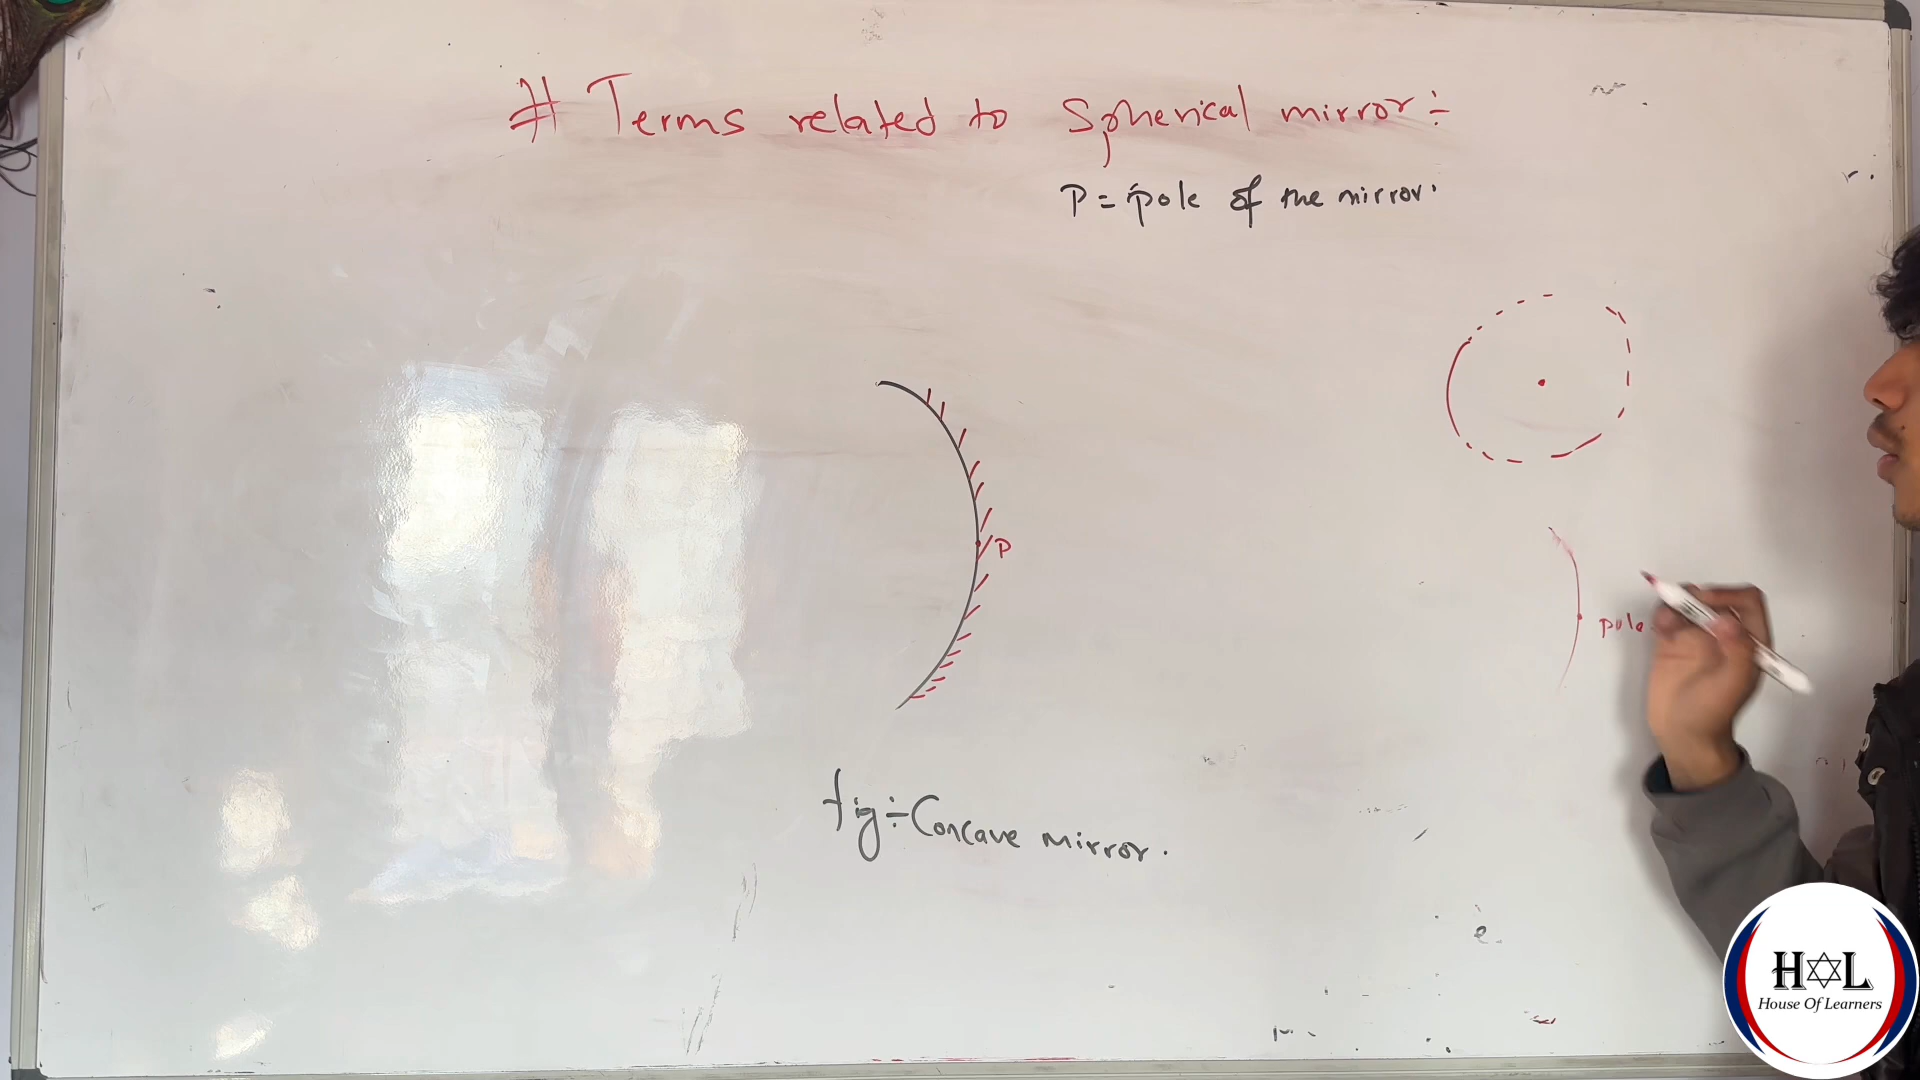 # Terms related to Spherical mirror÷
P = pole of the mirror.
P
pole
fig÷ Concave mirror.
e.
H L
House Of Learners